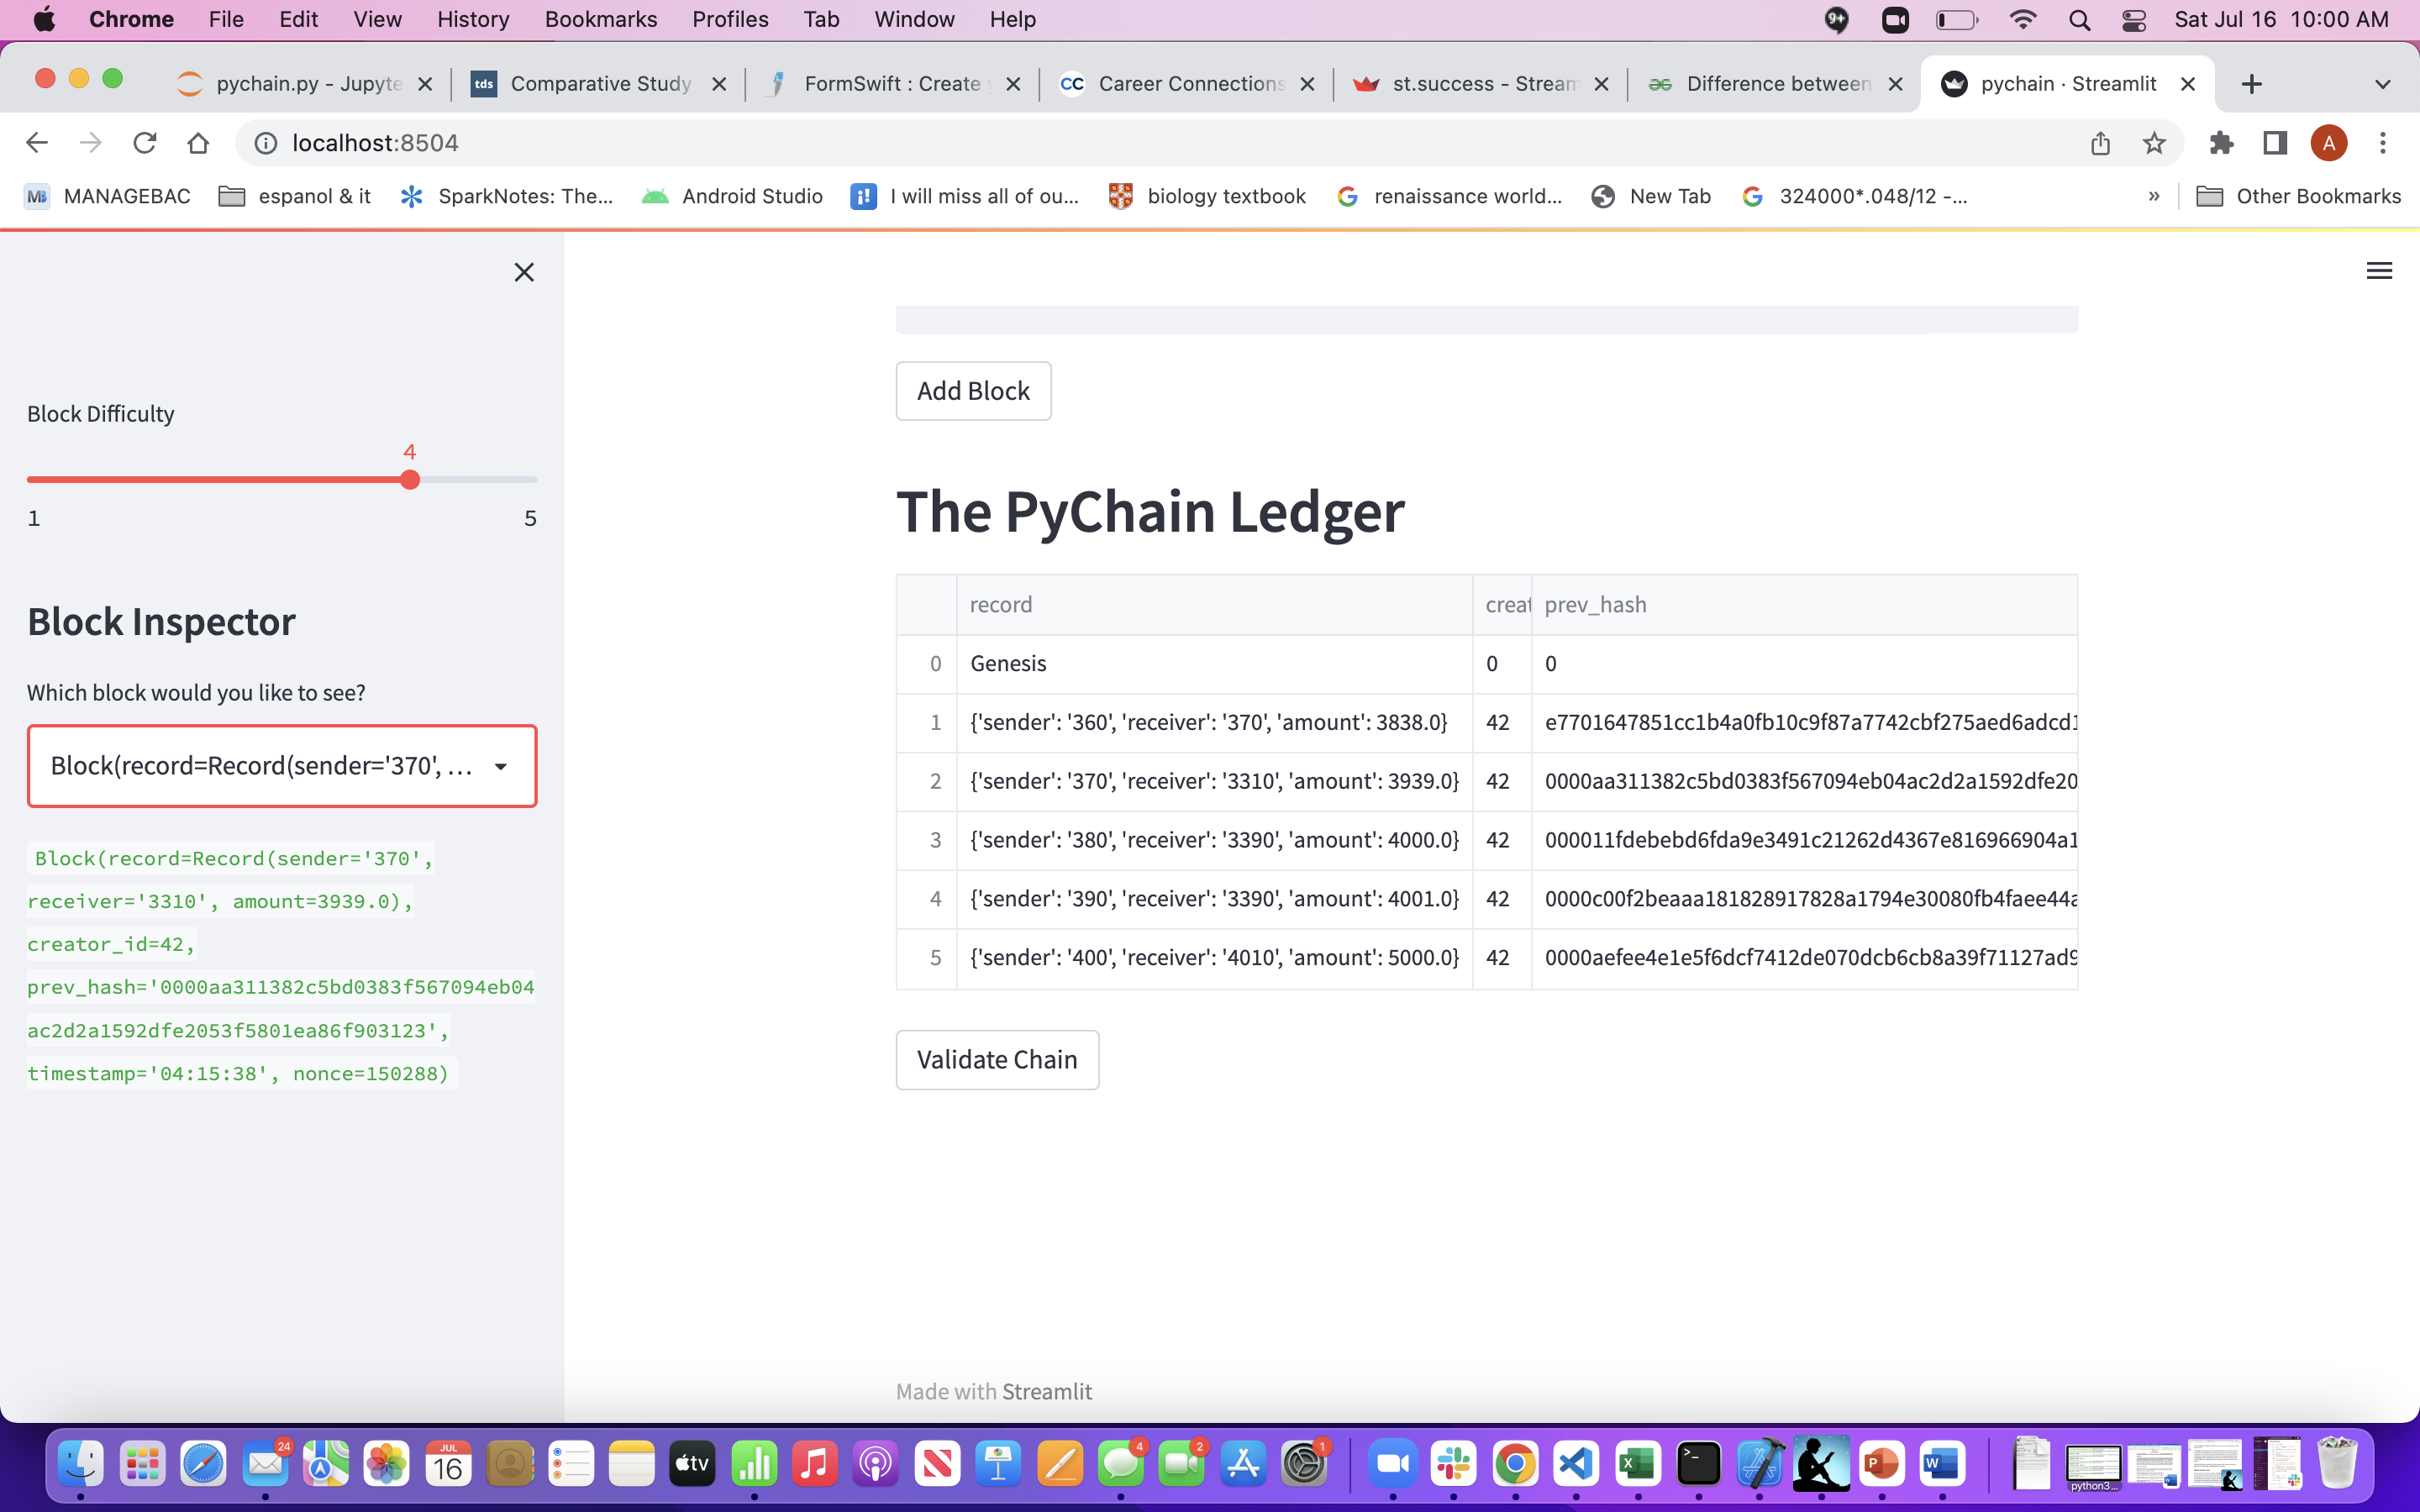 Chrome File Edit View History Bookmarks Profiles Tab Window Help 9+ Sat Jul 16 10:00 AM
pychain.py - Jupyte tds Comparative Study FormSwift : Create y CC Career Connections st.success - Stream Difference between pychain · Streamlit
localhost:8504 A
MB MANAGEBAC espanol & it SparkNotes: The... Android Studio i! I will miss all of ou... biology textbook renaissance world... New Tab 324000*.048/12 -... » Other Bookmarks
Block Difficulty
4
1 5
Block Inspector
Which block would you like to see?
Block(record=Record(sender='370', ...
Block(record=Record(sender='370',
receiver='3310', amount=3939.0),
creator_id=42,
prev_hash='0000aa311382c5bd0383f567094eb04
ac2d2a1592dfe2053f5801ea86f903123',
timestamp='04:15:38', nonce=150288)
Add Block
The PyChain Ledger
record creat prev_hash
0 Genesis 0 0
1 {'sender': '360', 'receiver': '370', 'amount': 3838.0} 42 e7701647851cc1b4a0fb10c9f87a7742cbf275aed6adcd1
2 {'sender': '370', 'receiver': '3310', 'amount': 3939.0} 42 0000aa311382c5bd0383f567094eb04ac2d2a1592dfe20
3 {'sender': '380', 'receiver': '3390', 'amount': 4000.0} 42 000011fdebebd6fda9e3491c21262d4367e816966904a1
4 {'sender': '390', 'receiver': '3390', 'amount': 4001.0} 42 0000c00f2beaaa181828917828a1794e30080fb4faee44a
5 {'sender': '400', 'receiver': '4010', 'amount': 5000.0} 42 0000aefee4e1e5f6dcf7412de070dcb6cb8a39f71127ad9
Validate Chain
Made with Streamlit
24 JUL 16 tv 4 2 1 X >_ P W python3...